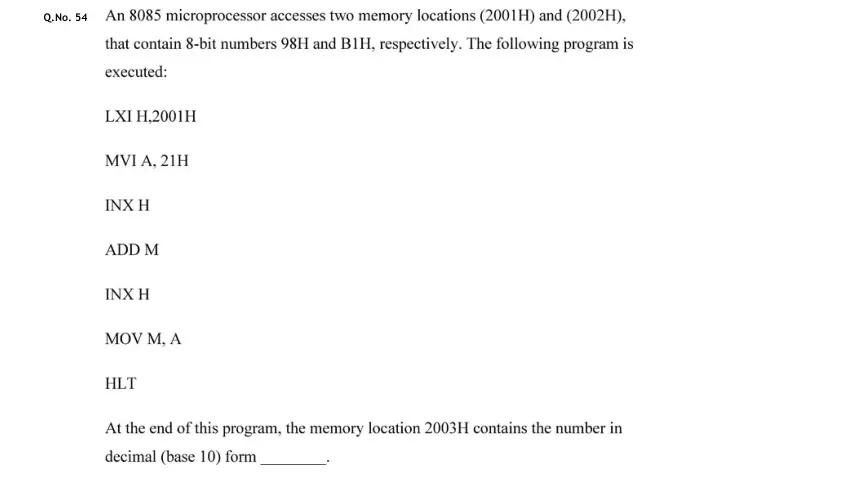 Q.No. 54 An 8085 microprocessor accesses two memory locations (2001H) and (2002H),
that contain 8-bit numbers 98H and B1H, respectively. The following program is
executed:
LXI H,2001H
MVI A, 21H
INX H
ADD M
INX H
MOV M, A
HLT
At the end of this program, the memory location 2003H contains the number in
decimal (base 10) form ________.